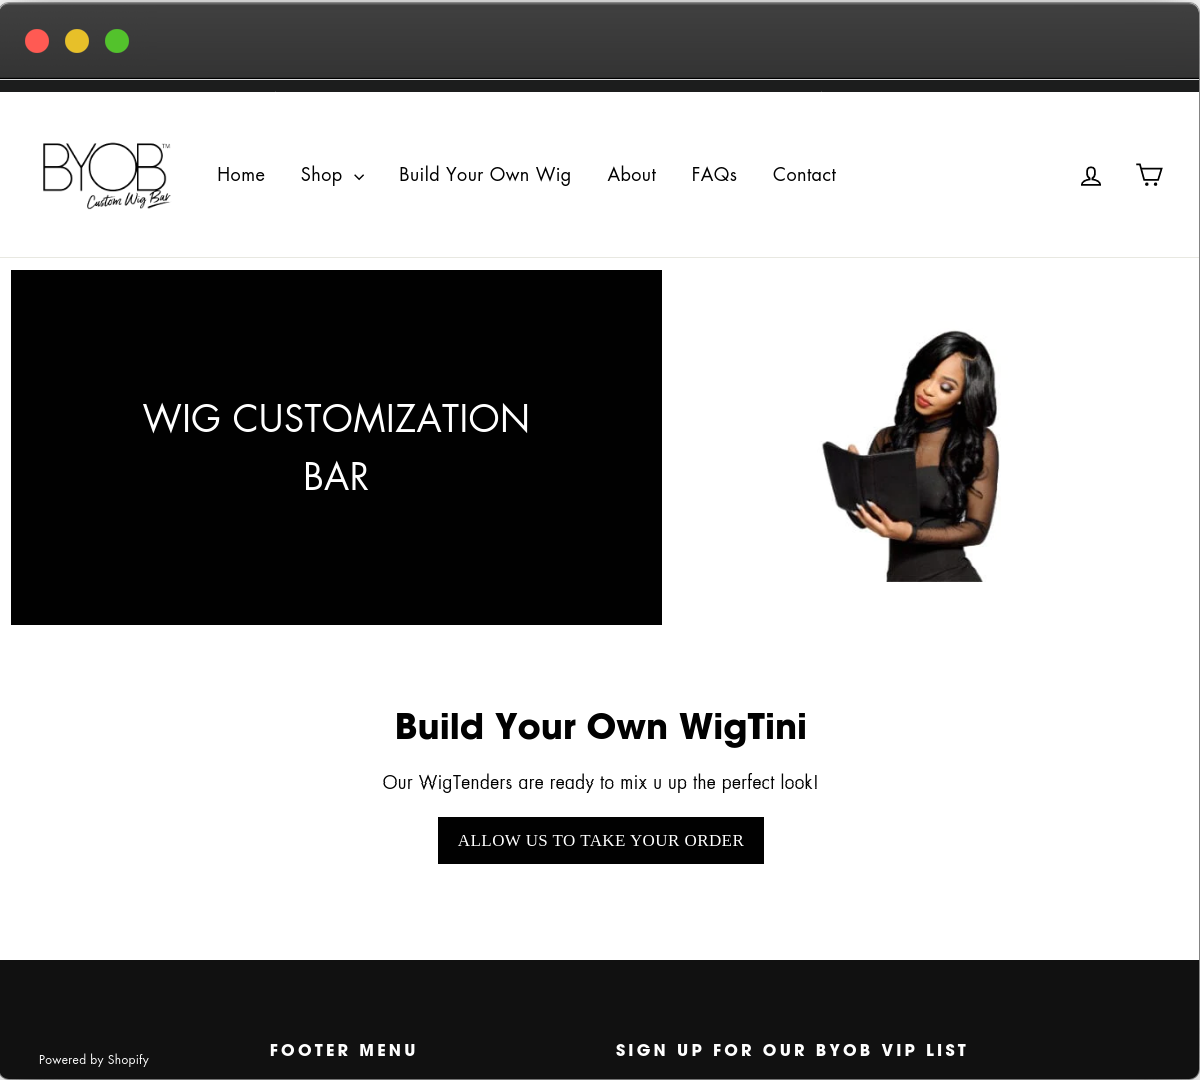 BYOB™
Custom Wig Bar
Home Shop Build Your Own Wig About FAQs Contact
WIG CUSTOMIZATION
BAR
Build Your Own WigTini
Our WigTenders are ready to mix u up the perfect look!
ALLOW US TO TAKE YOUR ORDER
Powered by Shopify
FOOTER MENU
SIGN UP FOR OUR BYOB VIP LIST